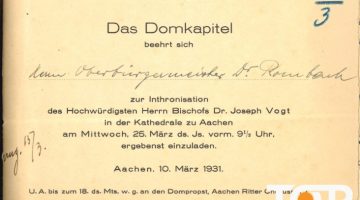 3
Das Domkapitel
beehrt sich
Herrn Oberbürgermeister Dr. Rombach
zur Inthronisation
des Hochwürdigsten Herrn Bischofs Dr. Joseph Vogt
in der Kathedrale zu Aachen
am Mittwoch, 25. März ds. Js. vorm. 9½ Uhr,
ergebenst einzuladen.
Aachen, 10. März 1931.
U. A. bis zum 18. ds. Mts. w. g. an den Dompropst, Aachen Ritter